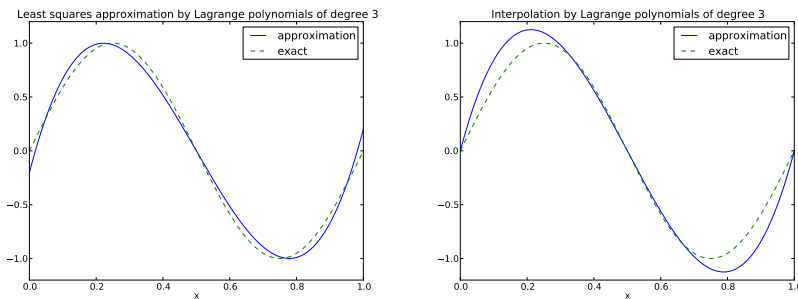 Least squares approximation by Lagrange polynomials of degree 3
approximation
exact
1.0
0.5
0.0
−0.5
−1.0
0.0 0.2 0.4 0.6 0.8 1.0
x
Interpolation by Lagrange polynomials of degree 3
approximation
exact
1.0
0.5
0.0
−0.5
−1.0
0.0 0.2 0.4 0.6 0.8 1.0
x